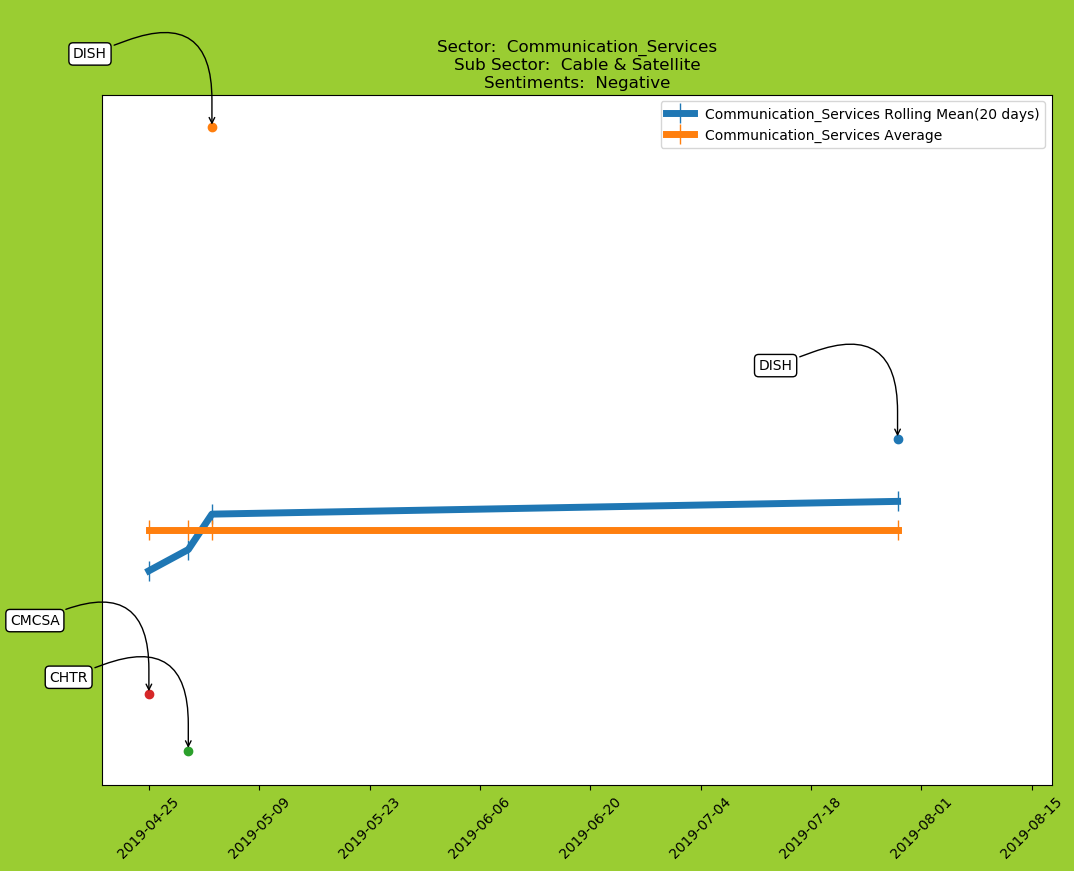 DISH
Sector:  Communication_Services
Sub Sector:  Cable & Satellite
Sentiments:  Negative
Communication_Services Rolling Mean(20 days)
Communication_Services Average
DISH
CMCSA
CHTR
2019-04-25
2019-05-09
2019-05-23
2019-06-06
2019-06-20
2019-07-04
2019-07-18
2019-08-01
2019-08-15